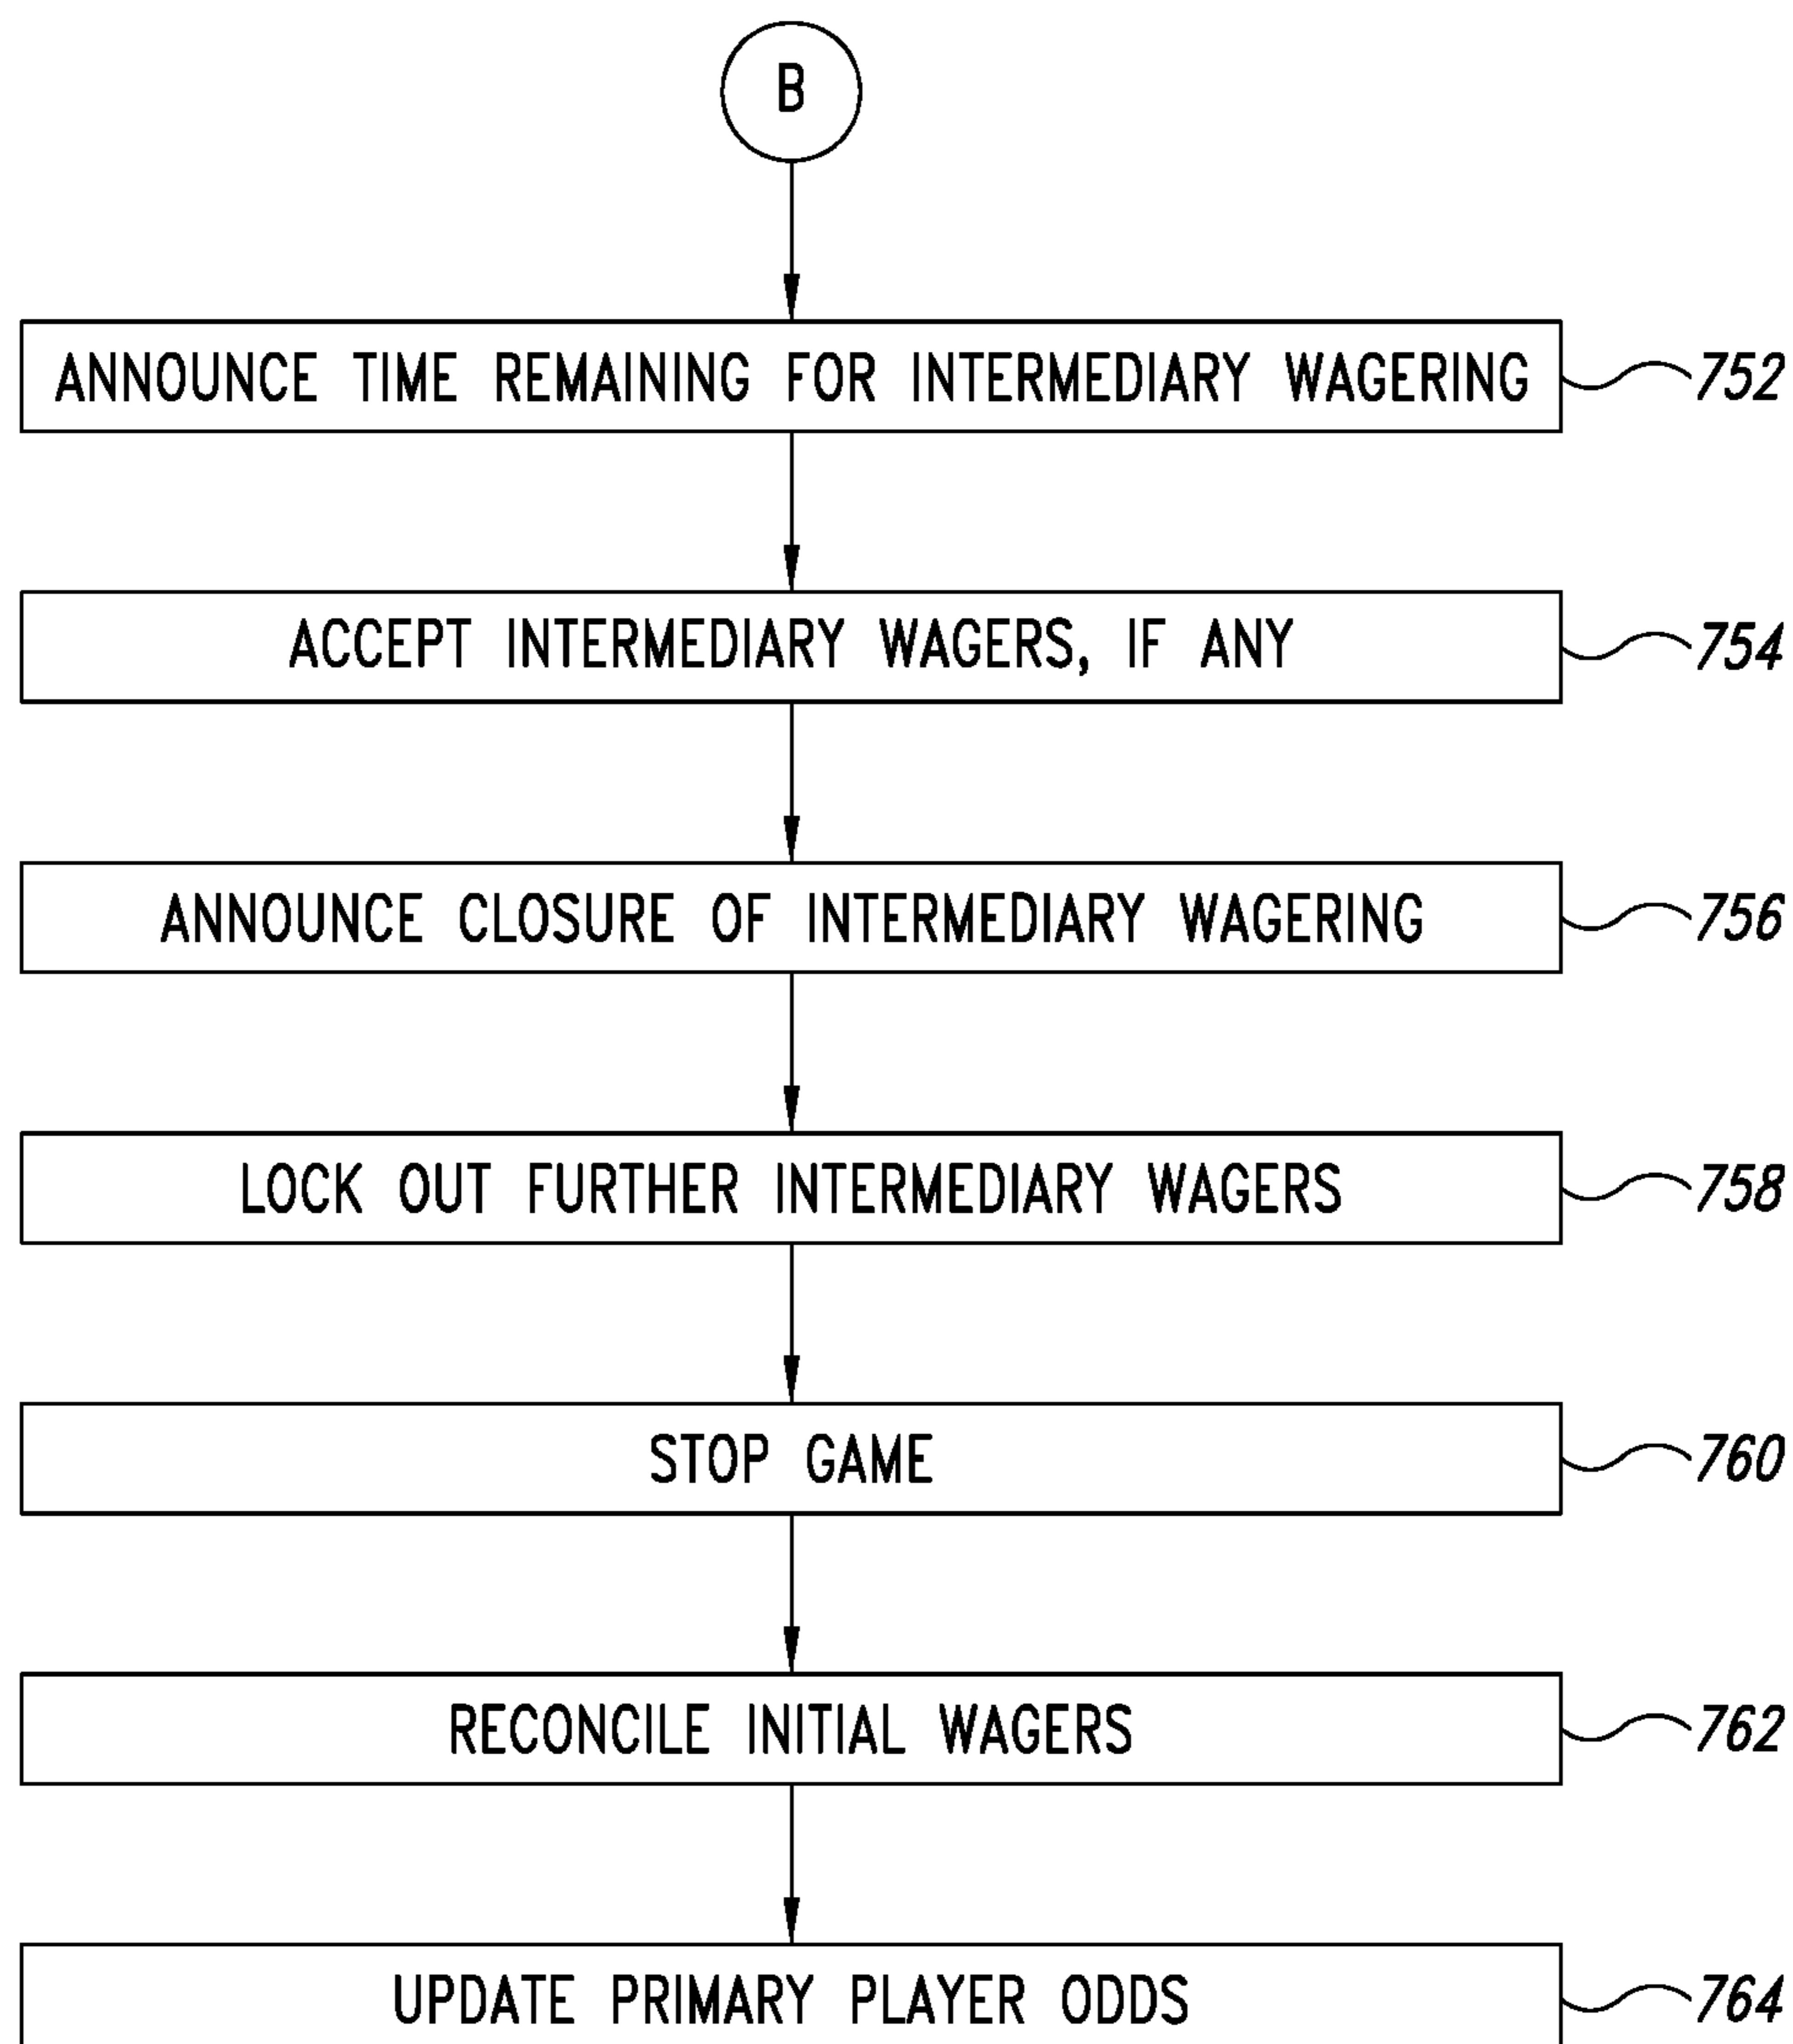 B
ANNOUNCE TIME REMAINING FOR INTERMEDIARY WAGERING 752
ACCEPT INTERMEDIARY WAGERS, IF ANY 754
ANNOUNCE CLOSURE OF INTERMEDIARY WAGERING 756
LOCK OUT FURTHER INTERMEDIARY WAGERS 758
STOP GAME 760
RECONCILE INITIAL WAGERS 762
UPDATE PRIMARY PLAYER ODDS 764